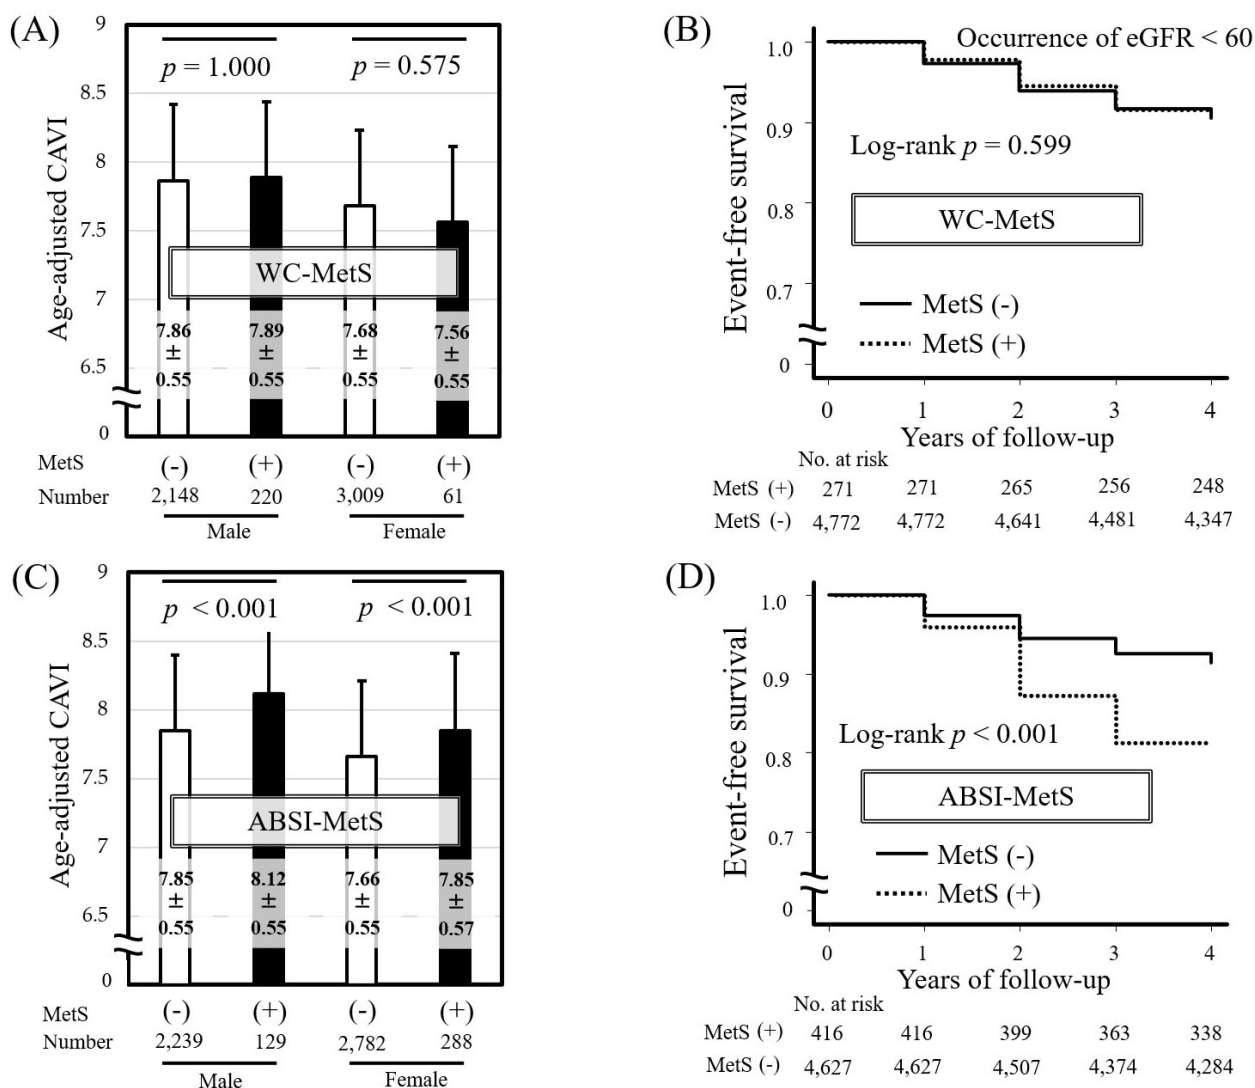 (A)
9
8.5
8
7.5
7
6.5
0
Age-adjusted CAVI
p = 1.000
p = 0.575
WC-MetS
7.86 ± 0.55
7.89 ± 0.55
7.68 ± 0.55
7.56 ± 0.55
MetS (-) (+) (-) (+)
Number 2,148 220 3,009 61
Male Female
(B)
Occurrence of eGFR < 60
1.0
0.9
0.8
0.7
0
Event-free survival
Log-rank p = 0.599
WC-MetS
MetS (-)
MetS (+)
0 1 2 3 4
Years of follow-up
No. at risk
MetS (+) 271 271 265 256 248
MetS (-) 4,772 4,772 4,641 4,481 4,347
(C)
9
8.5
8
7.5
7
6.5
0
Age-adjusted CAVI
p < 0.001
p < 0.001
ABSI-MetS
7.85 ± 0.55
8.12 ± 0.55
7.66 ± 0.55
7.85 ± 0.57
MetS (-) (+) (-) (+)
Number 2,239 129 2,782 288
Male Female
(D)
1.0
0.9
0.8
0.7
0
Event-free survival
Log-rank p < 0.001
ABSI-MetS
MetS (-)
MetS (+)
0 1 2 3 4
Years of follow-up
No. at risk
MetS (+) 416 416 399 363 338
MetS (-) 4,627 4,627 4,507 4,374 4,284